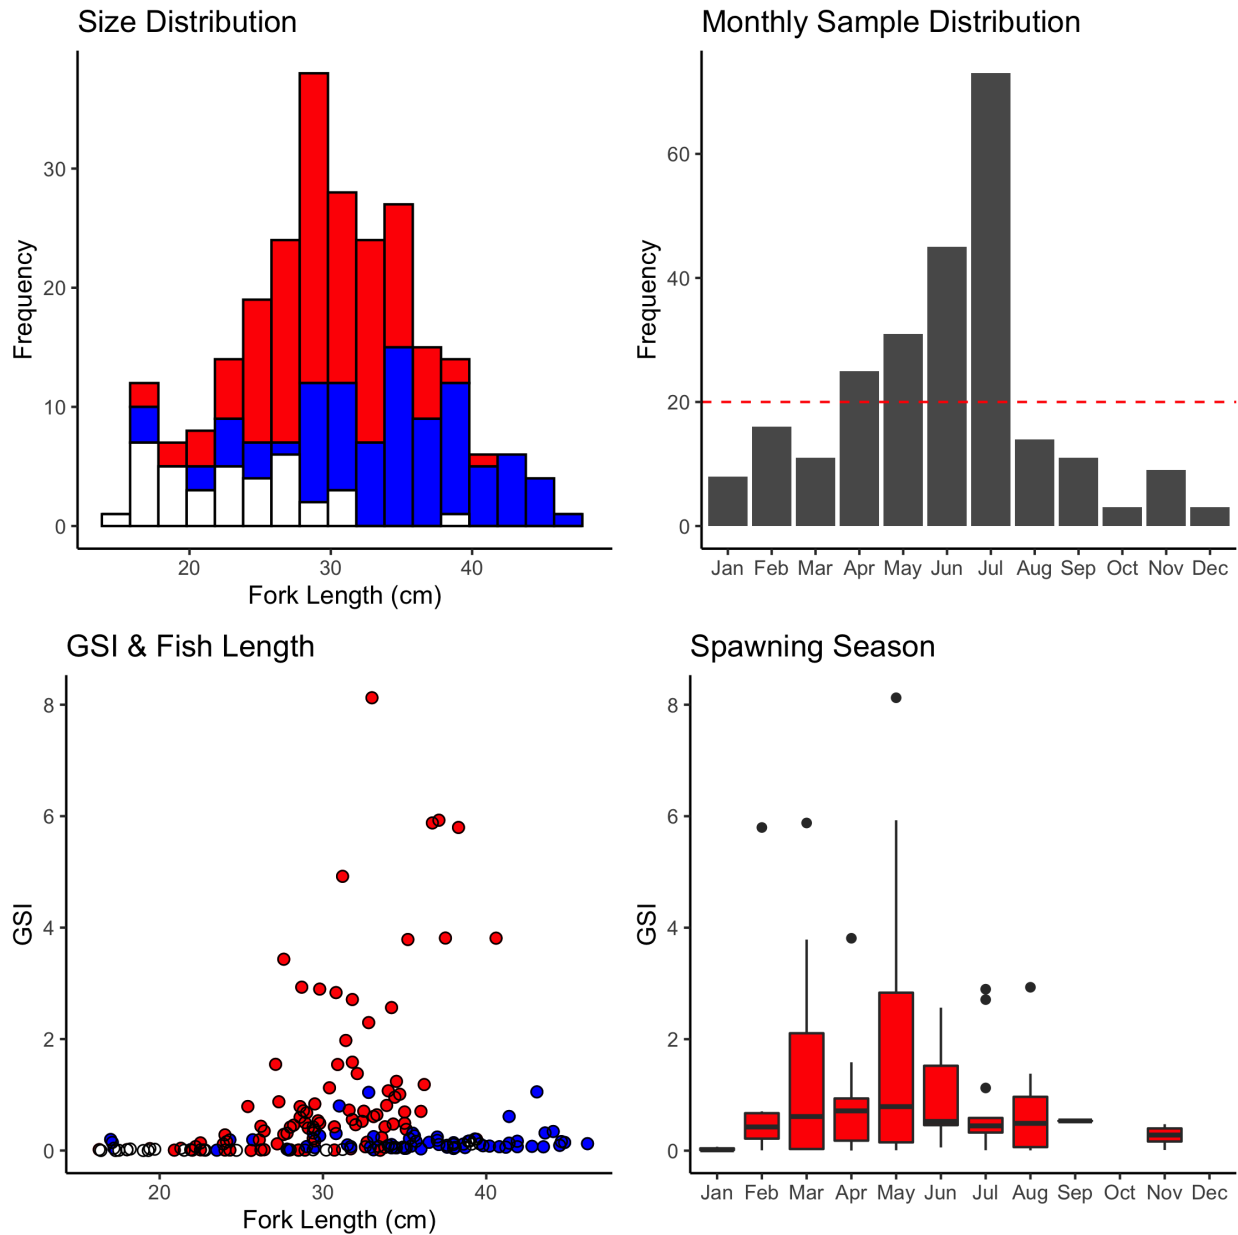 Size Distribution
Frequency
30
20
10
0
20 30 40
Fork Length (cm)
Monthly Sample Distribution
Frequency
60
40
20
0
Jan Feb Mar Apr May Jun Jul Aug Sep Oct Nov Dec
GSI & Fish Length
GSI
8
6
4
2
0
20 30 40
Fork Length (cm)
Spawning Season
GSI
8
6
4
2
0
Jan Feb Mar Apr May Jun Jul Aug Sep Oct Nov Dec